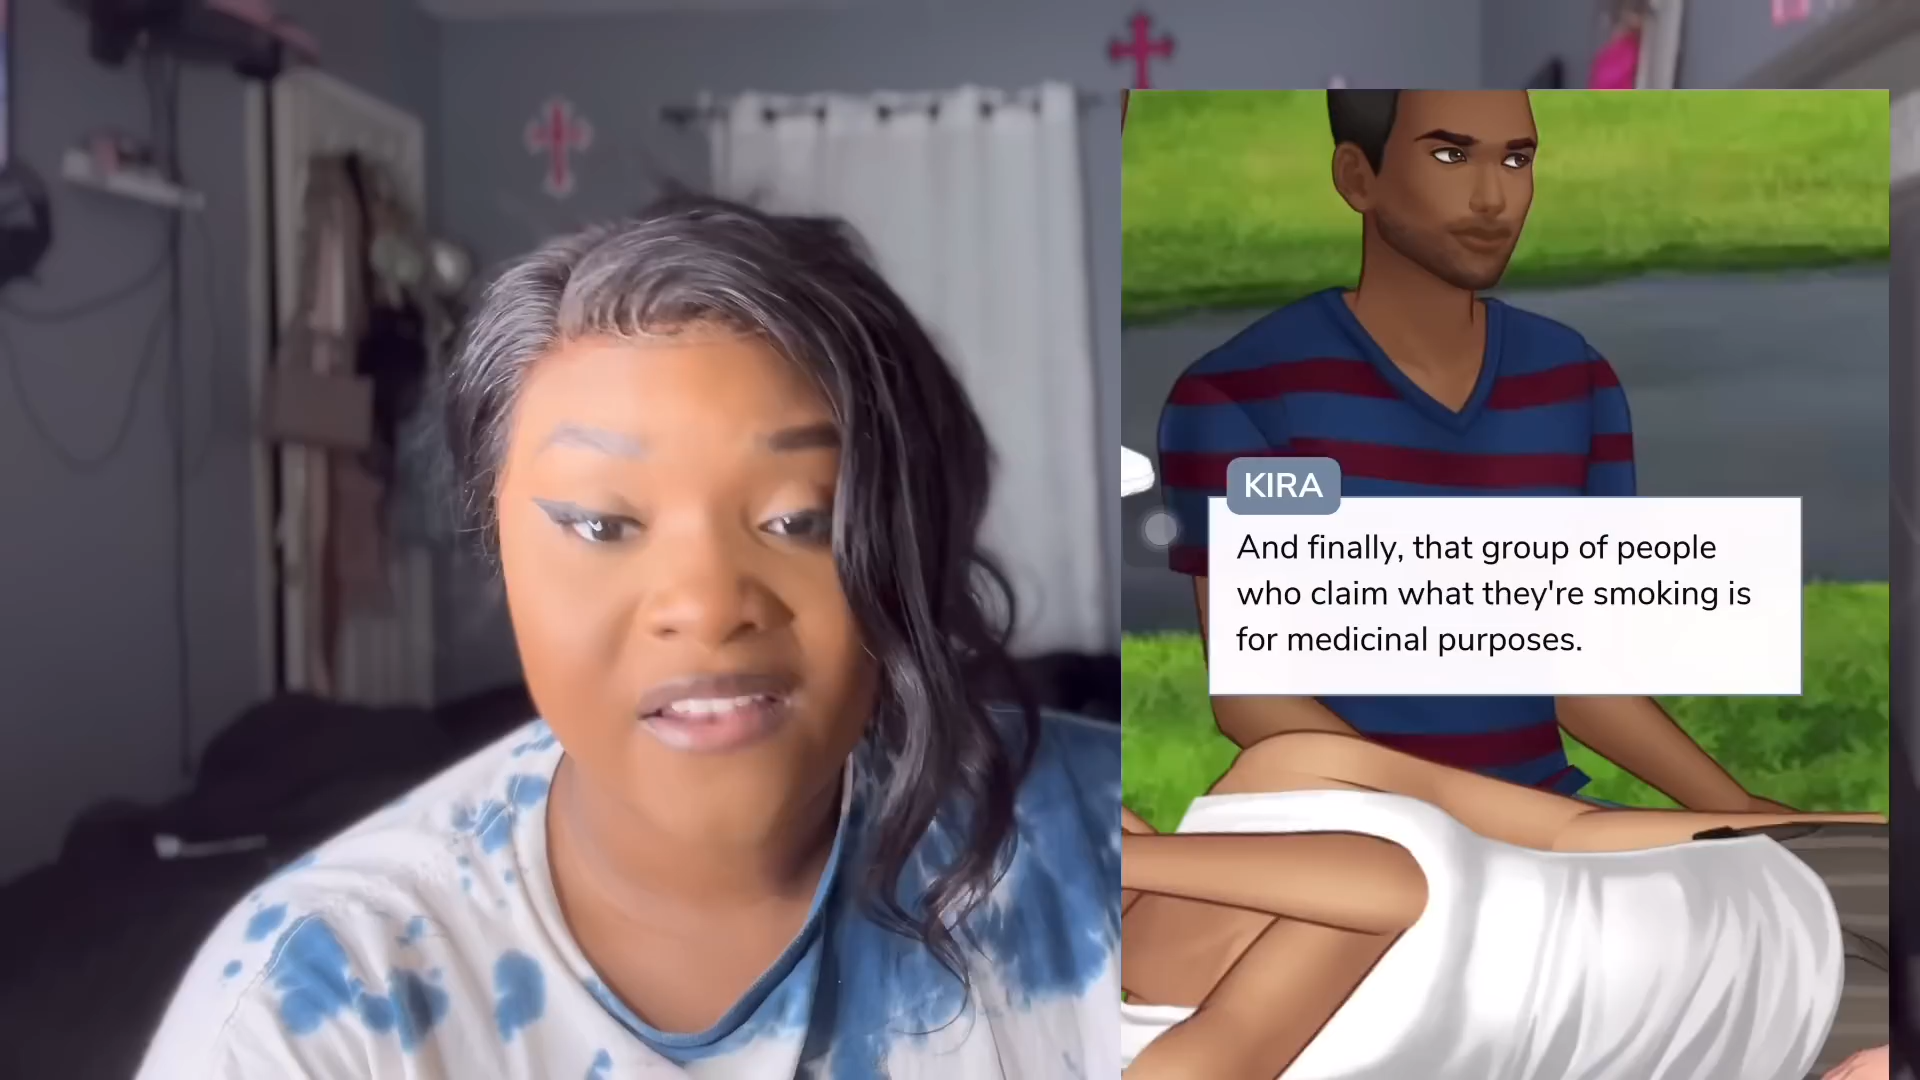 KIRA
And finally, that group of people
who claim what they're smoking is
for medicinal purposes.